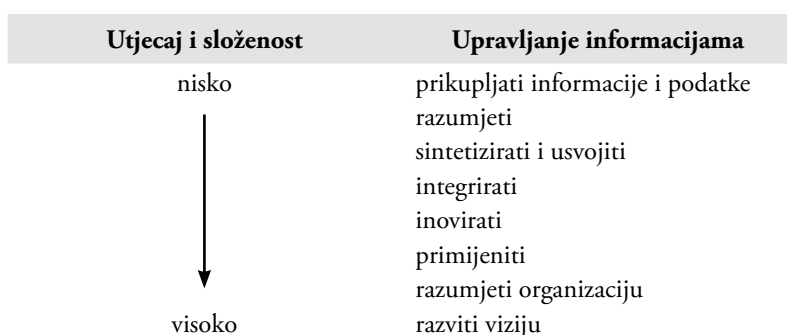 Utjecaj i složenost Upravljanje informacijama
nisko prikupljati informacije i podatke
razumjeti
sintetizirati i usvojiti
integrirati
inovirati
primijeniti
razumjeti organizaciju
visoko razviti viziju